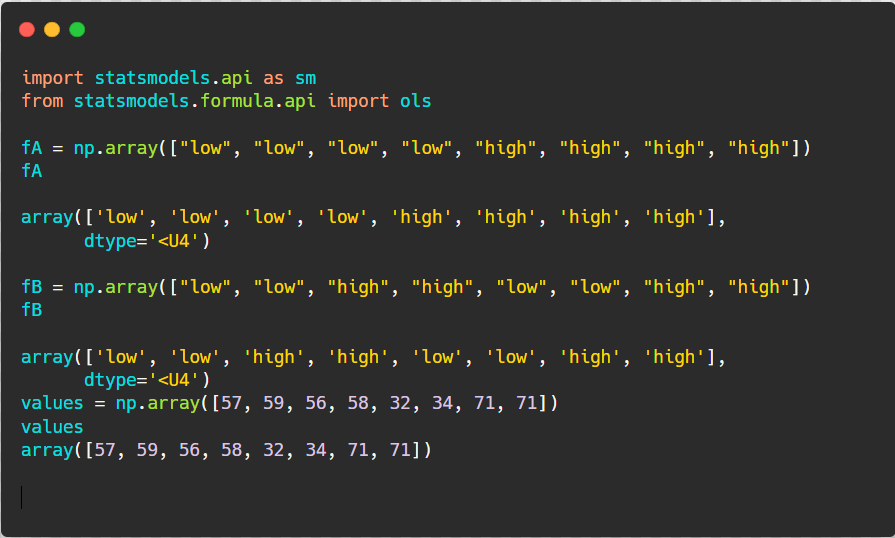 import statsmodels.api as sm
from statsmodels.formula.api import ols
fA = np.array(["low", "low", "low", "low", "high", "high", "high", "high"])
fA
array(['low', 'low', 'low', 'low', 'high', 'high', 'high', 'high'],
dtype='<U4')
fB = np.array(["low", "low", "high", "high", "low", "low", "high", "high"])
fB
array(['low', 'low', 'high', 'high', 'low', 'low', 'high', 'high'],
dtype='<U4')
values = np.array([57, 59, 56, 58, 32, 34, 71, 71])
values
array([57, 59, 56, 58, 32, 34, 71, 71])